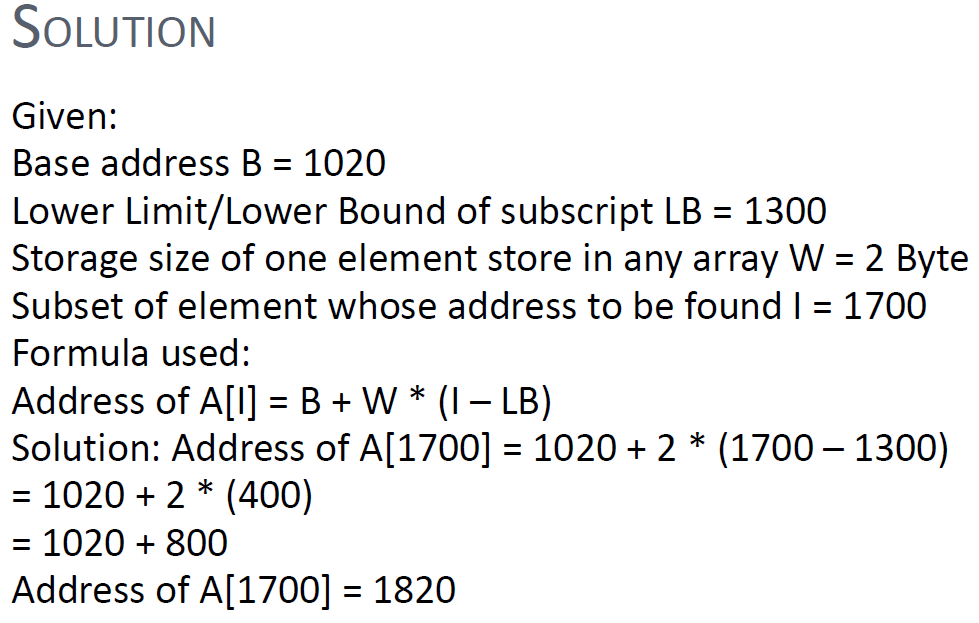 SOLUTION
Given:
Base address B = 1020
Lower Limit/Lower Bound of subscript LB = 1300
Storage size of one element store in any array W = 2 Byte
Subset of element whose address to be found I = 1700
Formula used:
Address of A[I] = B + W * (I – LB)
Solution: Address of A[1700] = 1020 + 2 * (1700 – 1300)
= 1020 + 2 * (400)
= 1020 + 800
Address of A[1700] = 1820